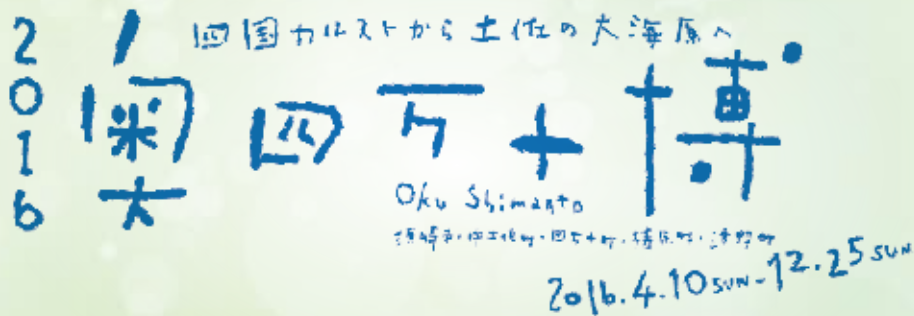 四国カルストから土佐の大海原へ
2016 奥四万十博
Oku Shimanto
須崎市・中土佐町・四万十町・梼原町・津野町
2016.4.10 SUN-12.25 SUN